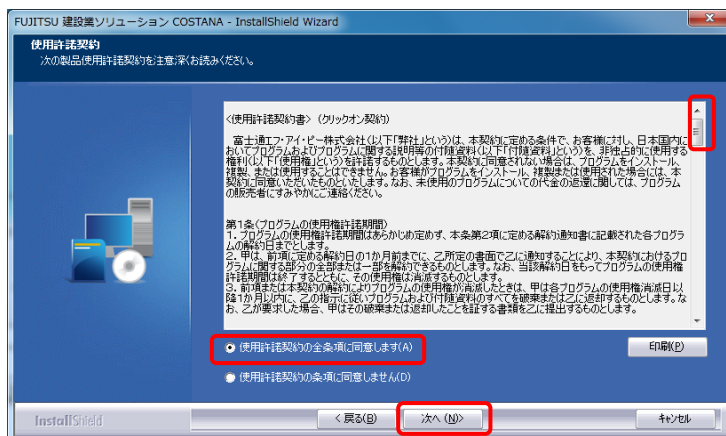 FUJITSU 建設業ソリューション COSTANA - InstallShield Wizard
使用許諾契約
次の製品使用許諾契約を注意深くお読みください。
<使用許諾契約書> (クリックオン契約)
富士通エフ・アイ・ピー株式会社(以下「弊社」という)は、本契約に定める条件で、お客様に対し、日本国内に
おいてプログラムおよびプログラムに関する説明書等の付随資料(以下「付随資料」という)を、非独占的に使用する
権利(以下「使用権」という)を許諾するものとします。本契約に同意されない場合は、プログラムをインストール、
複製、または使用することはできません。お客様がプログラムをインストール、複製または使用された場合には、本
契約に同意いただいたものといたします。なお、未使用のプログラムについての代金の返還に関しては、プログラム
の販売者にすみやかにご連絡ください。
第1条(プログラムの使用権許諾期間)
1. プログラムの使用権許諾期間はあらかじめ定めず、本条第2項に定める解約通知書に記載された各プログラ
ムの解約日までとします。
2. 甲は、前項に定める解約日の1か月前までに、乙所定の書面で乙に通知することにより、本契約におけるプロ
グラムに関する部分の全部または一部を解約できるものとします。なお、当該解約日をもってプログラムの使用権
許諾期間は終了するとともに、その使用権は消滅するものとします。
3. 前項または本契約の解約によりプログラムの使用権が消滅したときは、甲は各プログラムの使用権消滅日以
降1か月以内に、乙の指示に従いプログラムおよび付随資料のすべてを破棄または乙に返却するものとします。な
お、乙が要求した場合、甲はその破棄または返却したことを証する書類を乙に提出するものとします。
使用許諾契約の全条項に同意します(A)
印刷(P)
使用許諾契約の条項に同意しません(D)
InstallShield
< 戻る(B)
次へ (N)>
キャンセル